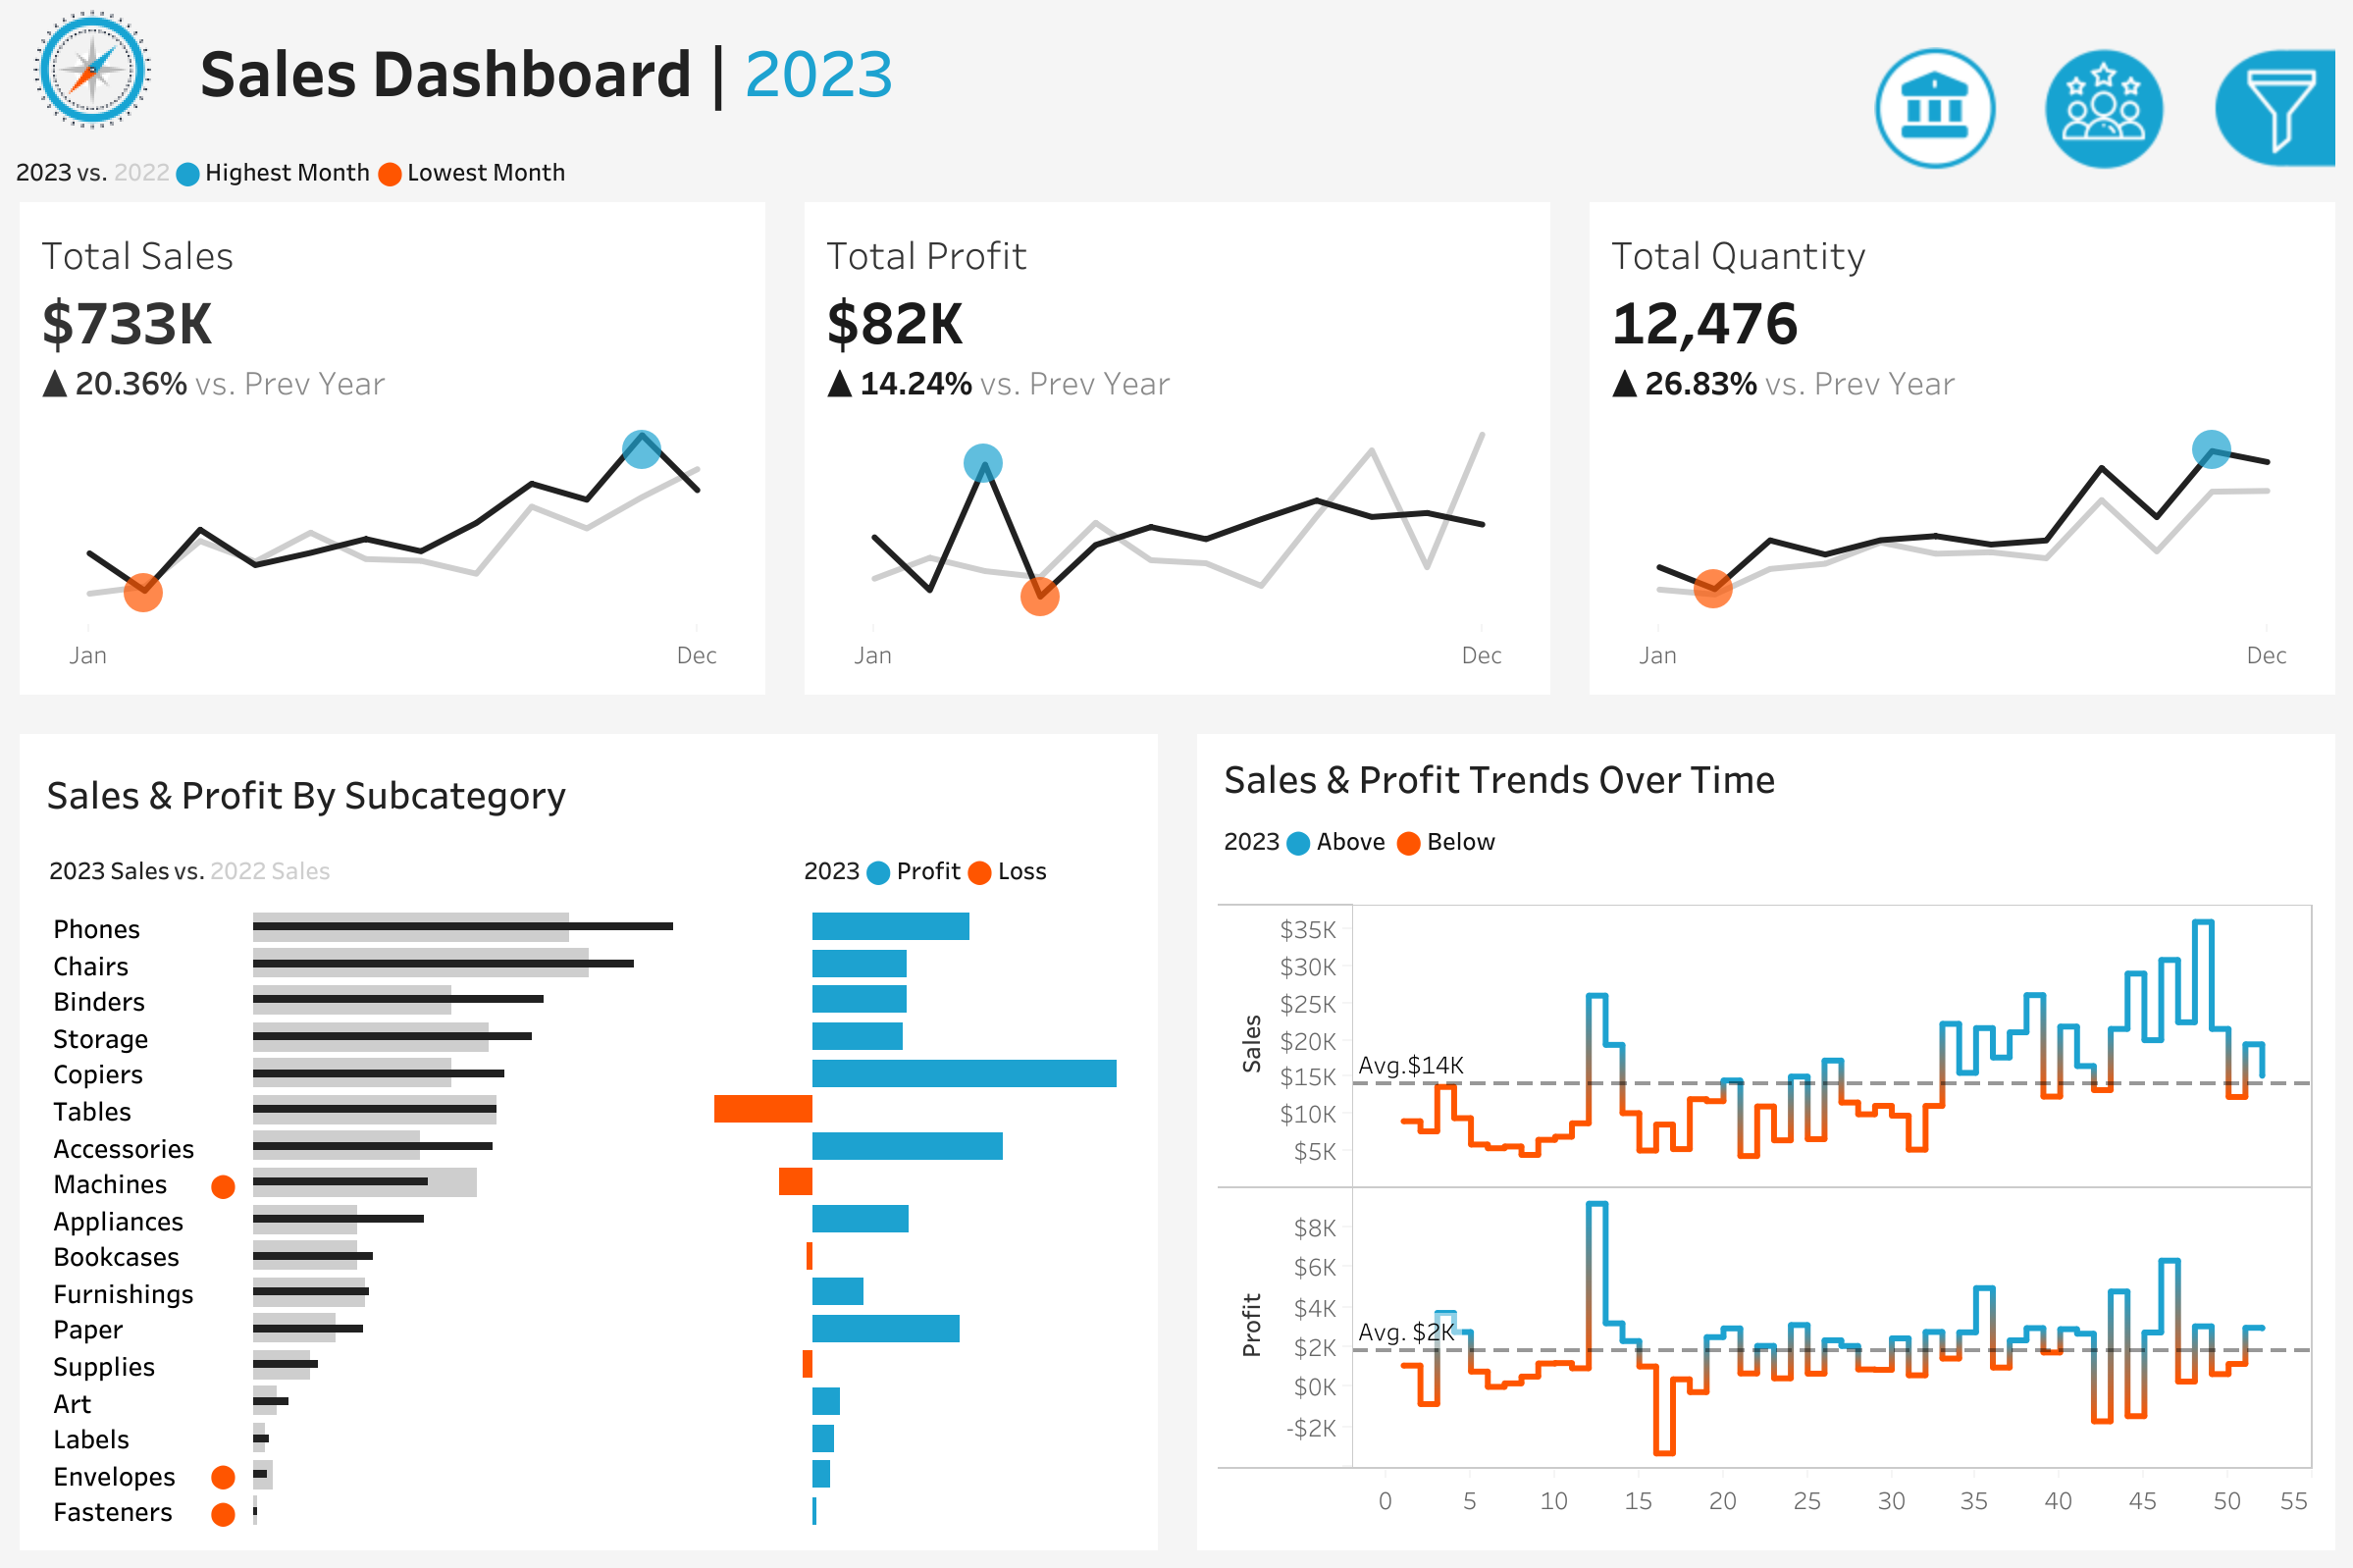 Sales Dashboard | 2023
2023 vs. 2022 Highest Month Lowest Month
Total Sales
$733K
▲ 20.36% vs. Prev Year
Jan Dec
Total Profit
$82K
▲ 14.24% vs. Prev Year
Jan Dec
Total Quantity
12,476
▲ 26.83% vs. Prev Year
Jan Dec
Sales & Profit By Subcategory
2023 Sales vs. 2022 Sales
2023 Profit Loss
Phones
Chairs
Binders
Storage
Copiers
Tables
Accessories
Machines
Appliances
Bookcases
Furnishings
Paper
Supplies
Art
Labels
Envelopes
Fasteners
Sales & Profit Trends Over Time
2023 Above Below
Sales
$35K
$30K
$25K
$20K
$15K
$10K
$5K
Avg.$14K
Profit
$8K
$6K
$4K
$2K
$0K
-$2K
Avg. $2K
0 5 10 15 20 25 30 35 40 45 50 55